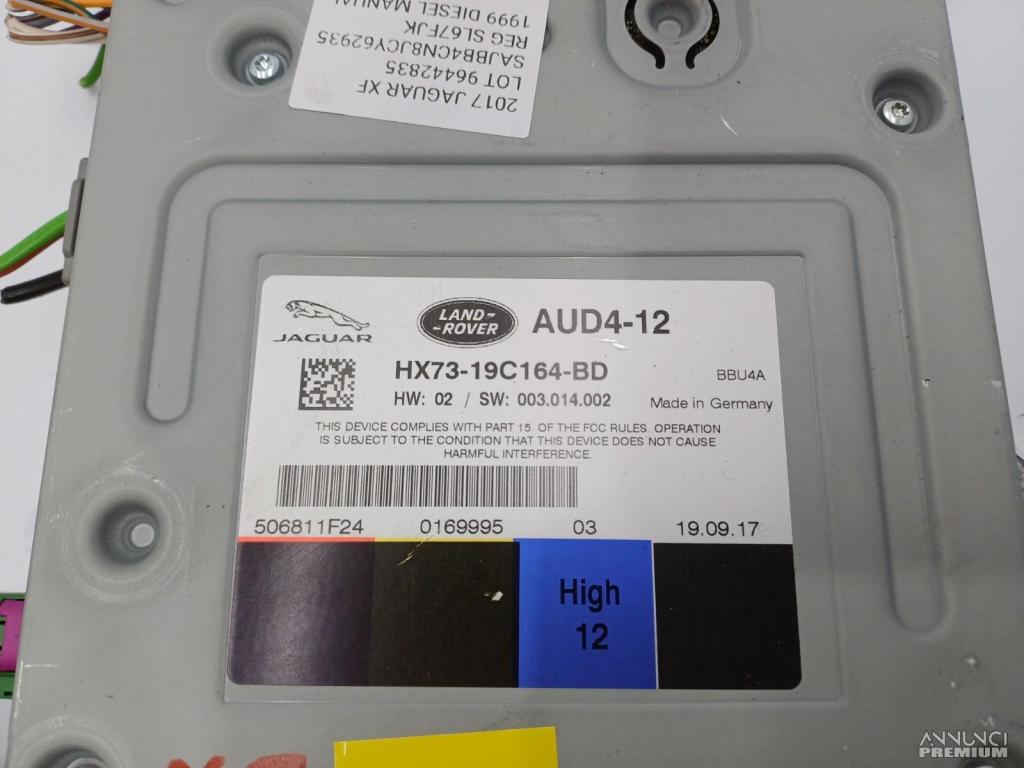 2017 JAGUAR XF
LOT 96442835
SAJBB4CN8JCY62935
REG SL67FJK
1999 DIESEL MANUAL
JAGUAR
LAND-
-ROVER
AUD4-12
HX73-19C164-BD
BBU4A
HW: 02 / SW: 003.014.002
Made in Germany
THIS DEVICE COMPLIES WITH PART 15 OF THE FCC RULES. OPERATION
IS SUBJECT TO THE CONDITION THAT THIS DEVICE DOES NOT CAUSE
HARMFUL INTERFERENCE.
506811F24 0169995 03 19.09.17
High
12
ANNUNCI
PREMIUM